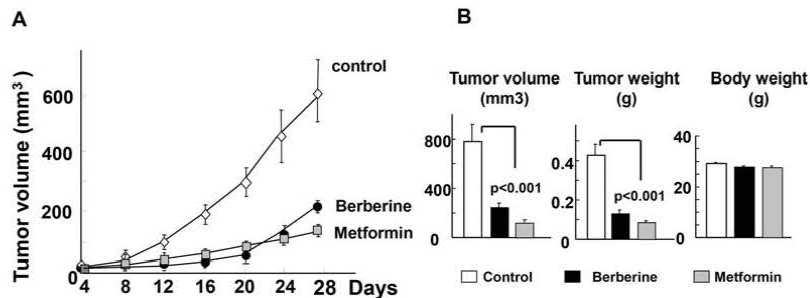 A
Tumor volume (mm³)
600
400
200
0
control
Berberine
Metformin
4 8 12 16 20 24 28 Days
B
Tumor volume
(mm3)
800
400
0
p<0.001
Tumor weight
(g)
0.4
0.2
0
p<0.001
Body weight
(g)
40
20
0
Control Berberine Metformin